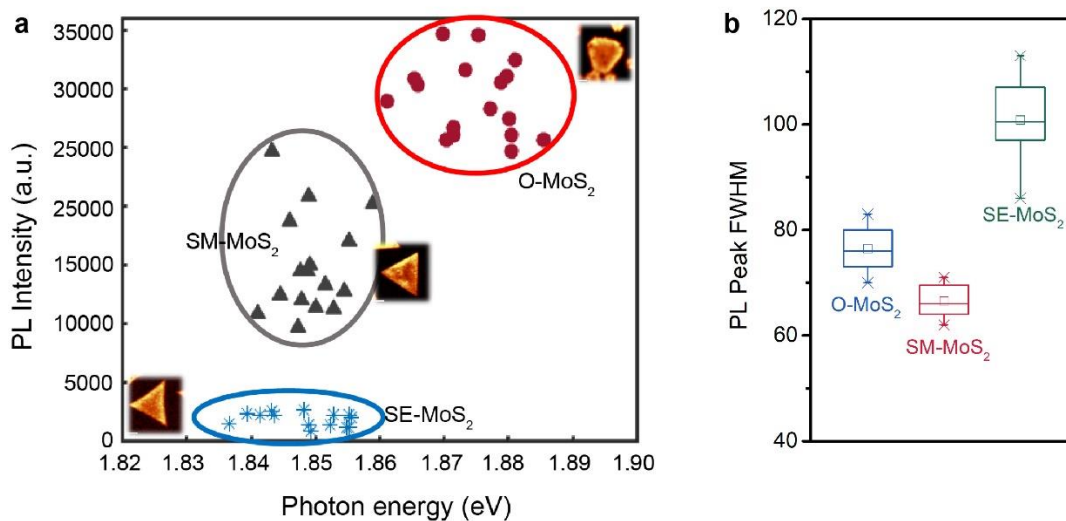 a
PL Intensity (a.u.)
35000
30000
25000
20000
15000
10000
5000
0
O-MoS₂
SM-MoS₂
SE-MoS₂
1.82 1.83 1.84 1.85 1.86 1.87 1.88 1.89 1.90
Photon energy (eV)
b
PL Peak FWHM
120
100
80
60
40
SE-MoS₂
O-MoS₂
SM-MoS₂